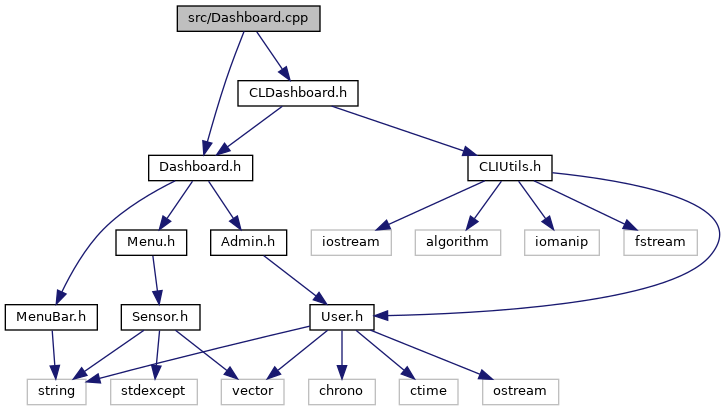 src/Dashboard.cpp
CLDashboard.h
Dashboard.h
CLIUtils.h
Menu.h
Admin.h
iostream
algorithm
iomanip
fstream
MenuBar.h
Sensor.h
User.h
string
stdexcept
vector
chrono
ctime
ostream